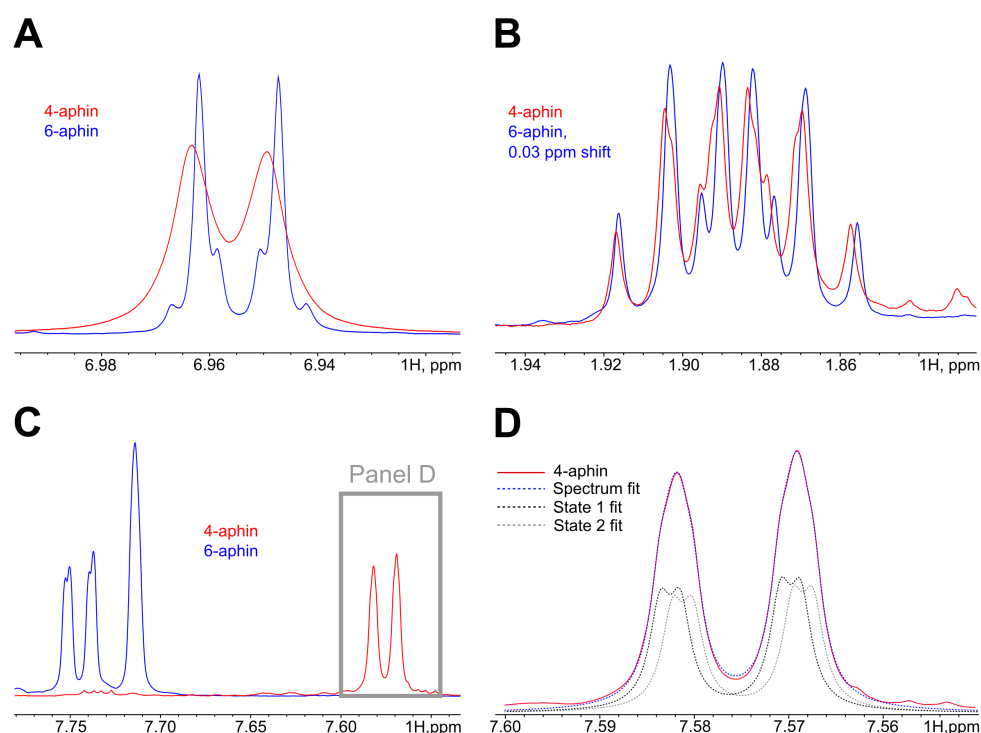 A
4-aphin
6-aphin
6.98
6.96
6.94
1H, ppm
B
4-aphin
6-aphin,
0.03 ppm shift
1.94
1.92
1.90
1.88
1.86
1H, ppm
C
Panel D
4-aphin
6-aphin
7.75
7.70
7.65
7.60
1H,ppm
D
4-aphin
Spectrum fit
State 1 fit
State 2 fit
7.60
7.59
7.58
7.57
7.56
1H,ppm